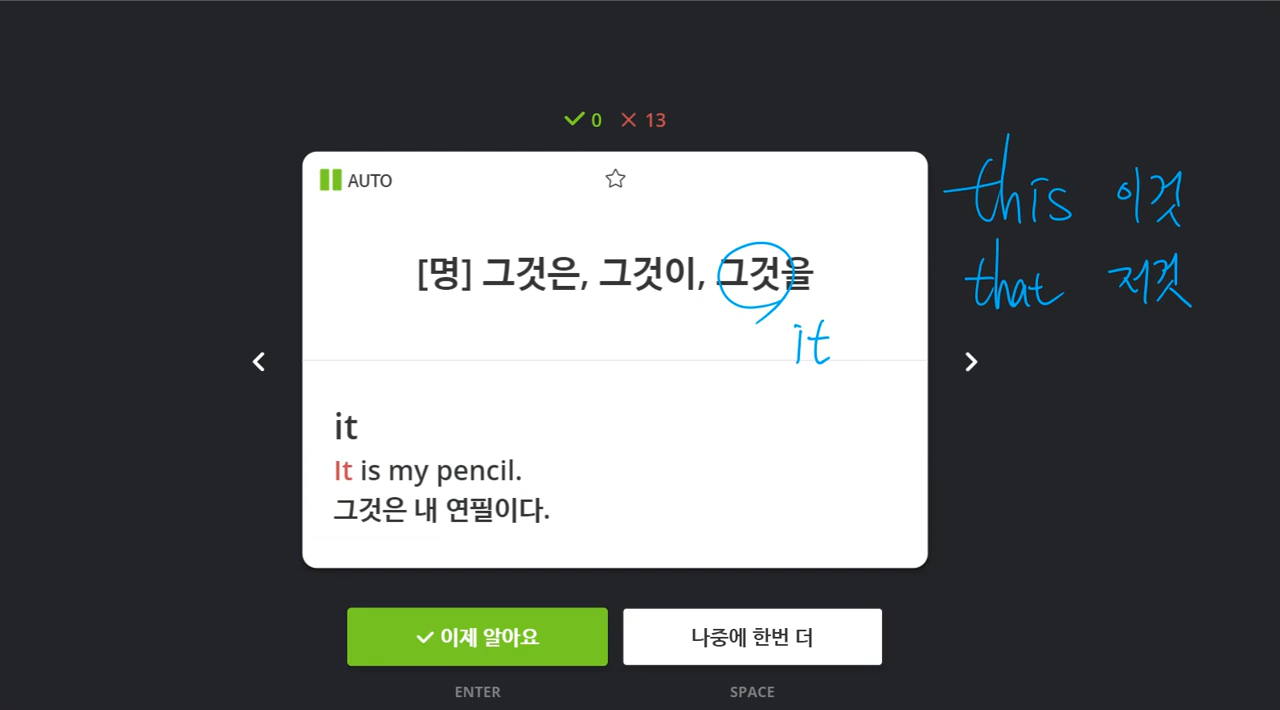 0 13
AUTO
[명] 그것은, 그것이, 그것을
it
this 이것
that 저것
it
It is my pencil.
그것은 내 연필이다.
이제 알아요
나중에 한번 더
ENTER
SPACE